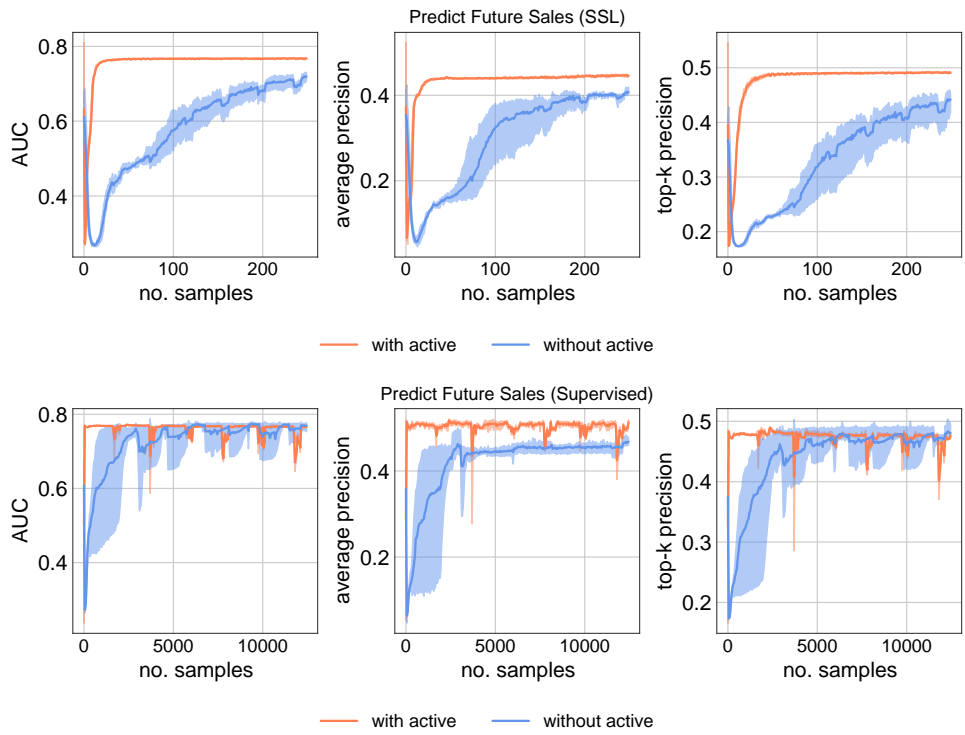 Predict Future Sales (SSL)
AUC
0.8
0.6
0.4
0
100
200
no. samples
average precision
0.4
0.2
0
100
200
no. samples
top-k precision
0.5
0.4
0.3
0.2
0
100
200
no. samples
with active
without active
Predict Future Sales (Supervised)
AUC
0.8
0.6
0.4
0
5000
10000
no. samples
average precision
0.4
0.2
0
5000
10000
no. samples
top-k precision
0.5
0.4
0.3
0.2
0
5000
10000
no. samples
with active
without active